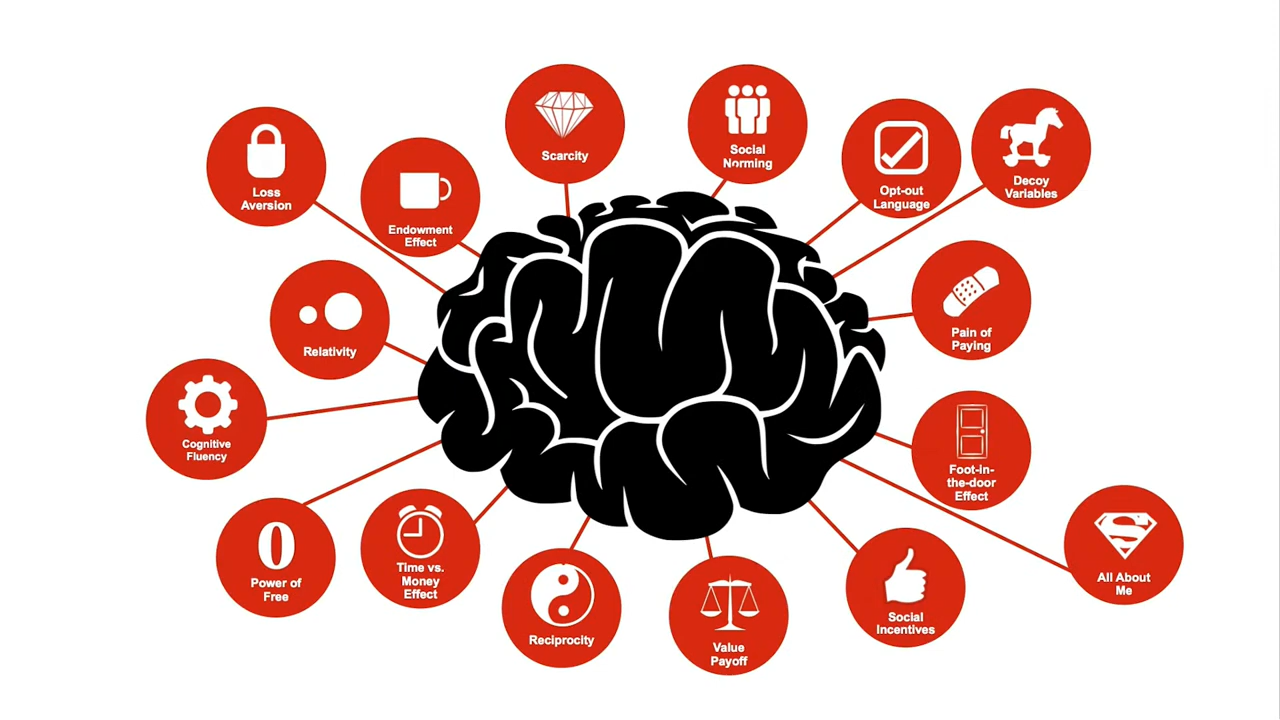 Scarcity
Social
Norming
Loss
Aversion
Endowment
Effect
Opt-out
Language
Decoy
Variables
Relativity
Pain of
Paying
Cognitive
Fluency
Foot-in-
the-door
Effect
0
Power of
Free
Time vs.
Money
Effect
Reciprocity
Value
Payoff
Social
Incentives
S
All About
Me